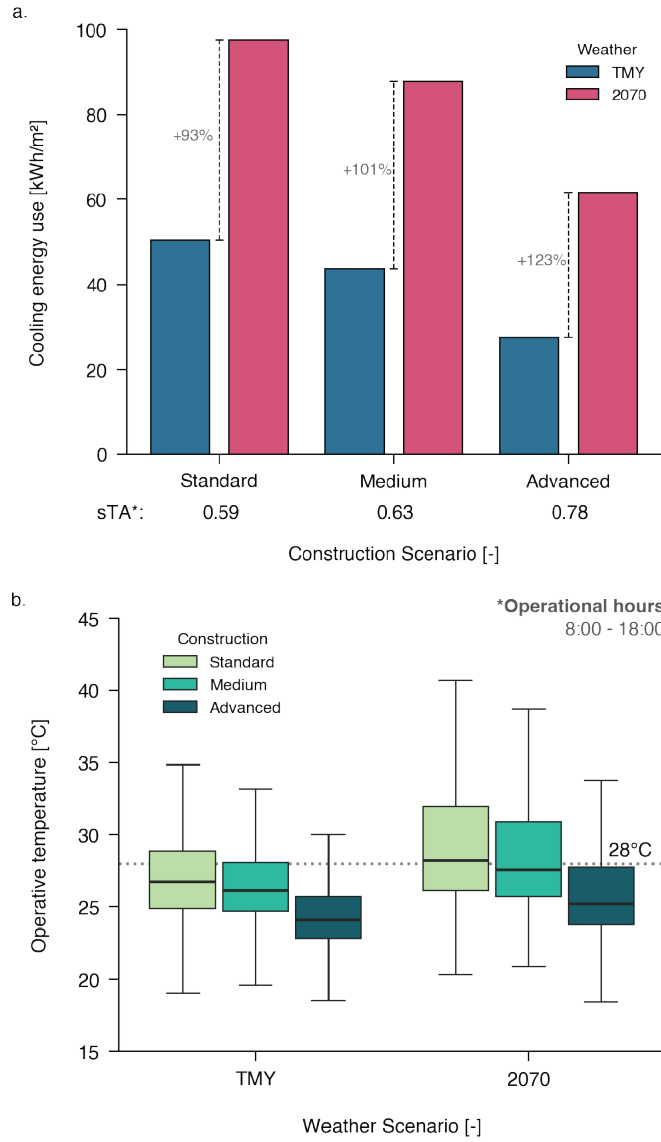 a.
100
80
60
40
20
0
Cooling energy use [kWh/m²]
Weather
TMY
2070
+93%
+101%
+123%
Standard Medium Advanced
sTA*: 0.59 0.63 0.78
Construction Scenario [-]
b.
*Operational hours
8:00 - 18:00
45
40
35
30
25
20
15
Operative temperature [°C]
Construction
Standard
Medium
Advanced
28°C
TMY 2070
Weather Scenario [-]